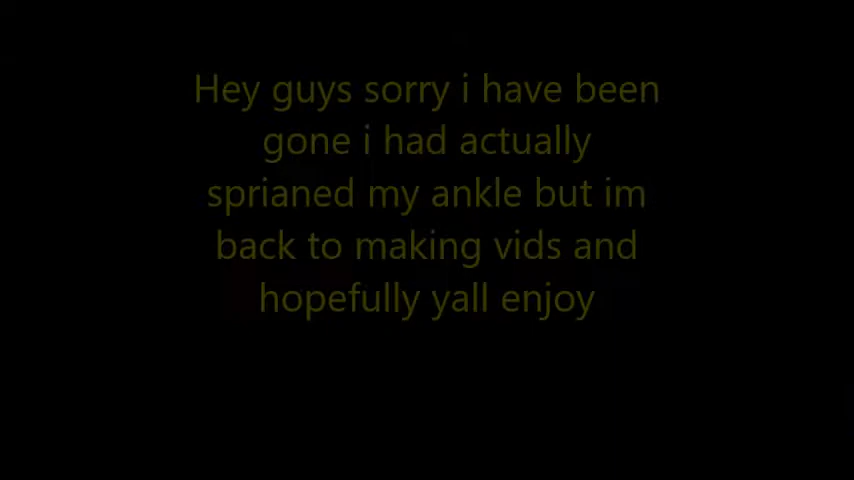 Hey guys sorry i have been
gone i had actually
sprianed my ankle but im
back to making vids and
hopefully yall enjoy